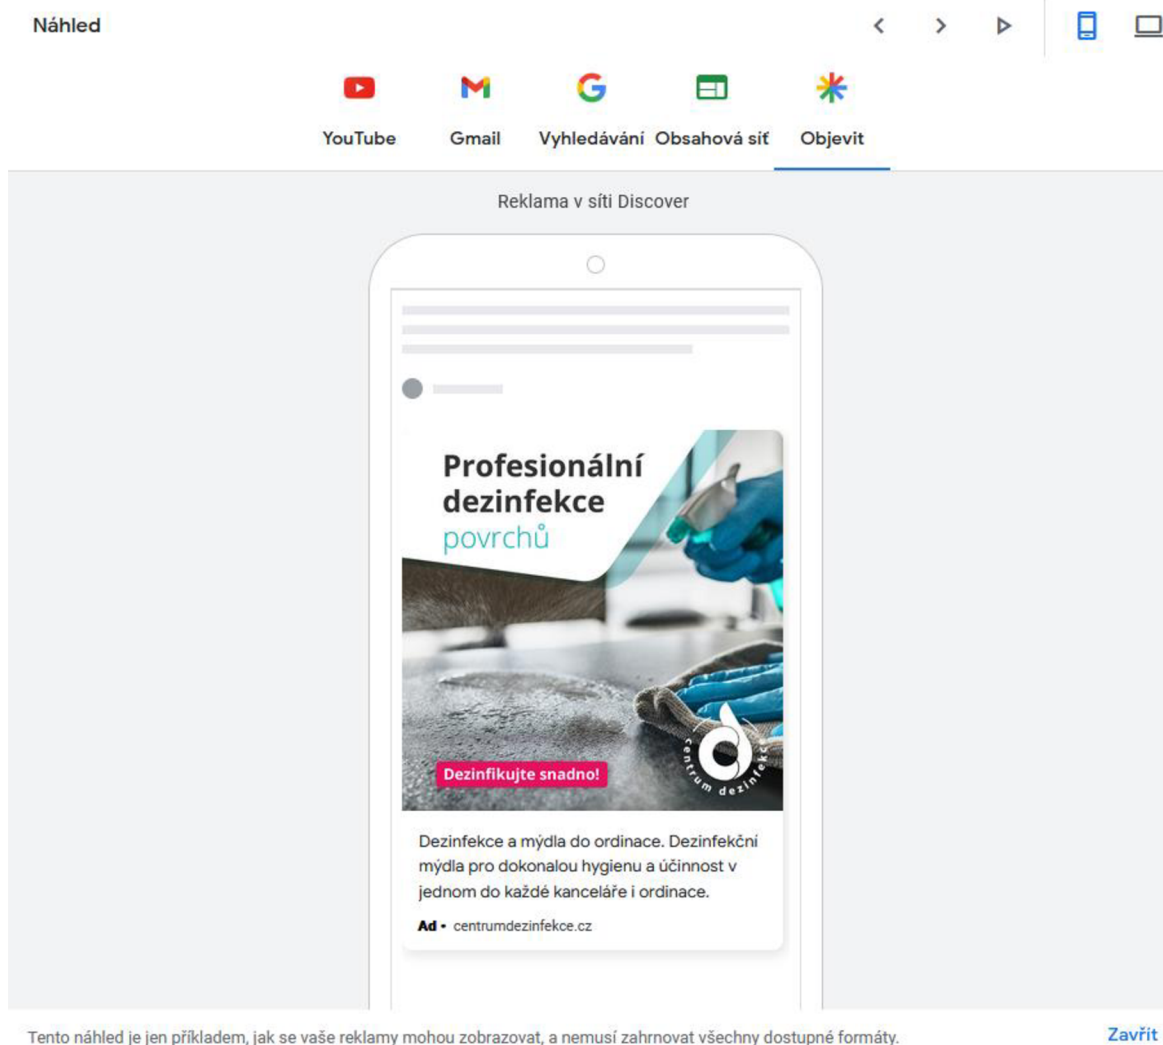 Náhled
YouTube Gmail Vyhledávání Obsahová síť Objevit
Reklama v síti Discover
Profesionální
dezinfekce
povrchů
Dezinfikujte snadno!
centrum dezinfekc
Dezinfekce a mýdla do ordinace. Dezinfekční
mýdla pro dokonalou hygienu a účinnost v
jednom do každé kanceláře i ordinace.
Ad • centrumdezinfekce.cz
Tento náhled je jen příkladem, jak se vaše reklamy mohou zobrazovat, a nemusí zahrnovat všechny dostupné formáty.
Zavřít